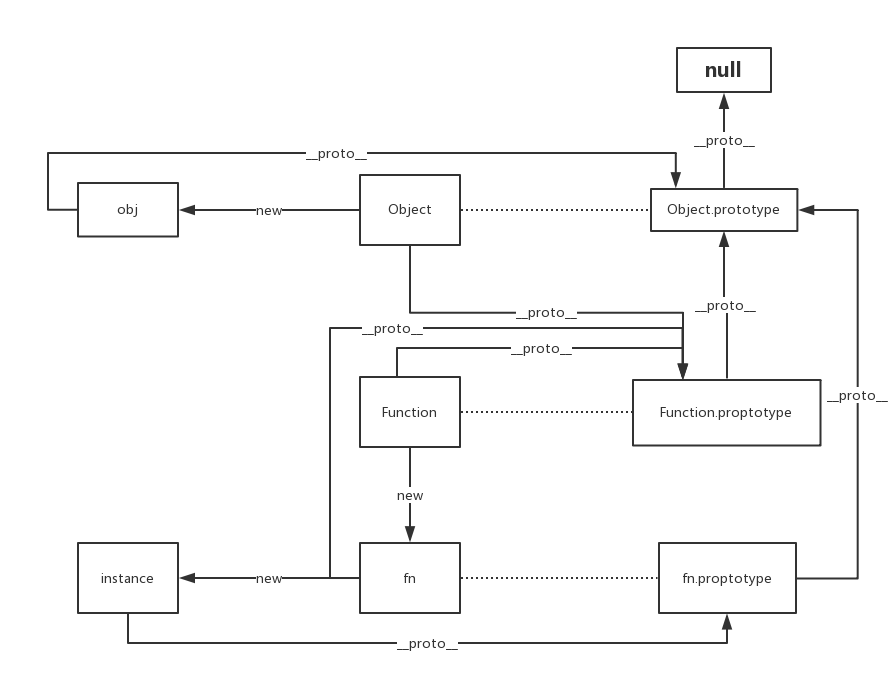 null
__proto__
__proto__
obj
new
Object
Object.prototype
__proto__
__proto__
__proto__
__proto__
__proto__
Function
Function.proptotype
new
instance
new
fn
fn.proptotype
__proto__